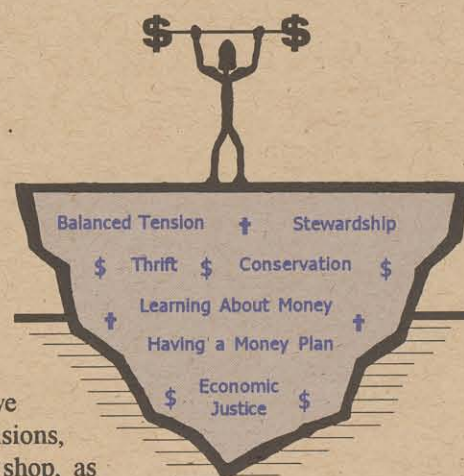 $ $
Balanced Tension ✝ Stewardship
$ Thrift $ Conservation $
✝ Learning About Money ✝
Having a Money Plan
$ Economic $
Justice
ve
sions,
shop, as